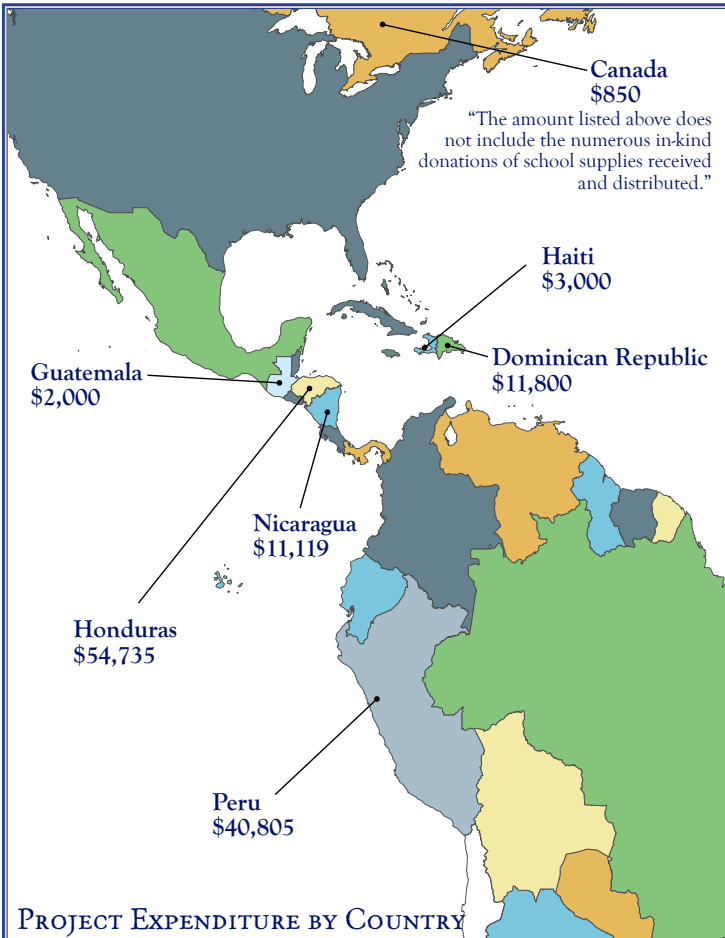 Canada
$850
“The amount listed above does
not include the numerous in-kind
donations of school supplies received
and distributed.”
Haiti
$3,000
Dominican Republic
$11,800
Guatemala
$2,000
Nicaragua
$11,119
Honduras
$54,735
Peru
$40,805
Project Expenditure by Country